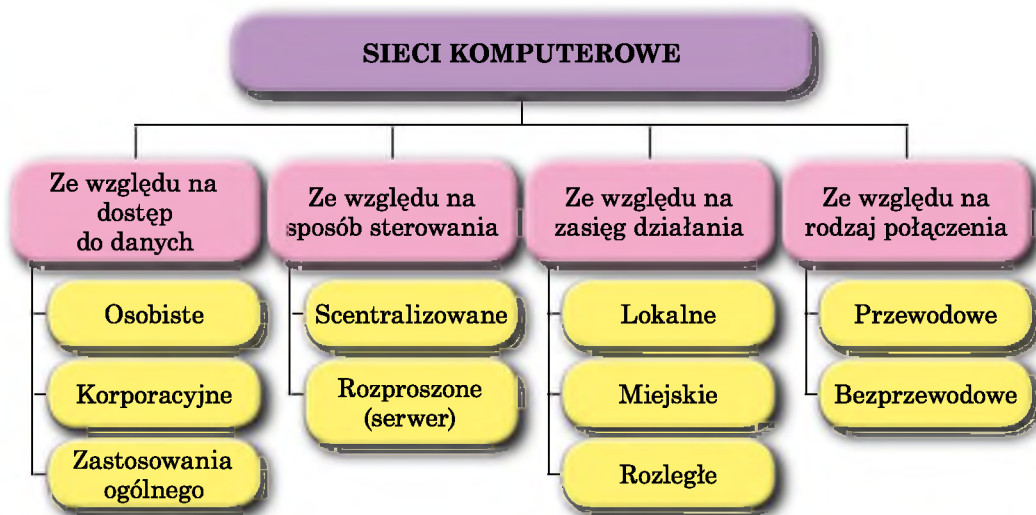 SIECI KOMPUTEROWE
Ze względu na
dostęp
do danych
Osobiste
Korporacyjne
Zastosowania
ogólnego
Ze względu na
sposób sterowania
Scentralizowane
Rozproszone
(serwer)
Ze względu na
zasięg działania
Lokalne
Miejskie
Rozległe
Ze względu na
rodzaj połączenia
Przewodowe
Bezprzewodowe